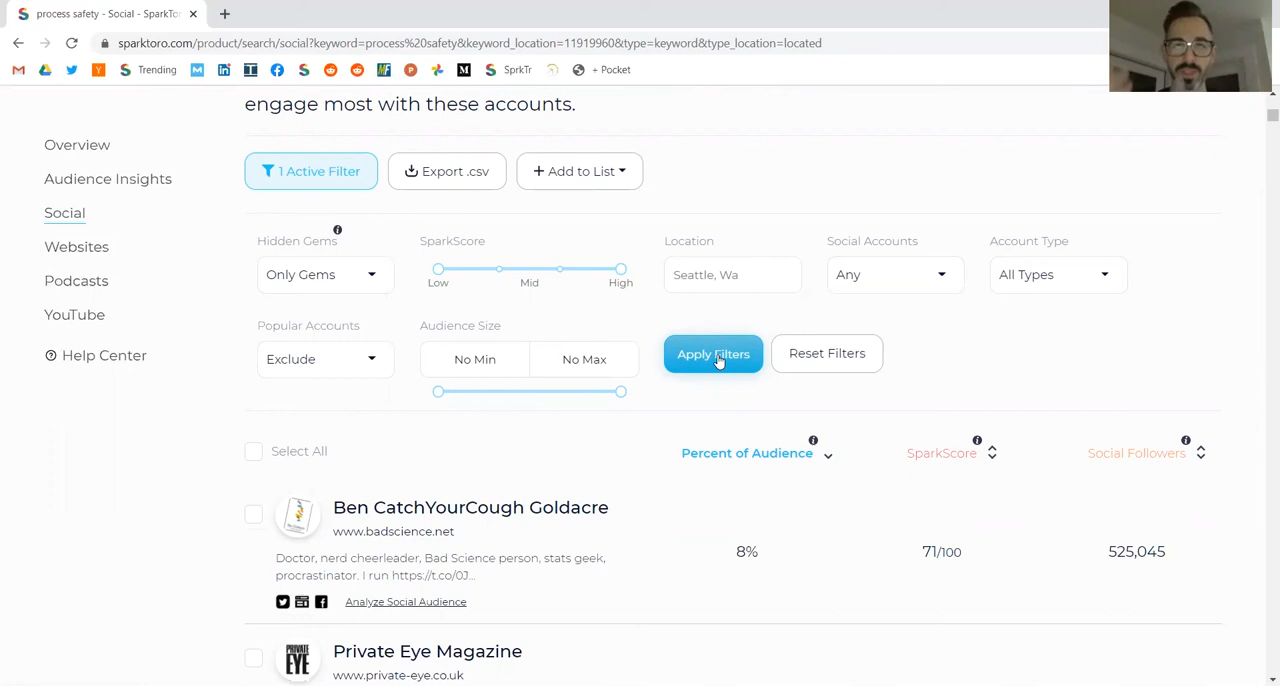 process safety - Social - SparkTo
sparktoro.com/product/search/social?keyword=process%20safety&keyword_location=11919960&type=keyword&type_location=located
Trending
SprkTr
+ Pocket
engage most with these accounts.
Overview
Audience Insights
Social
Websites
Podcasts
YouTube
Help Center
1 Active Filter
Export .csv
+ Add to List
Hidden Gems
SparkScore
Location
Social Accounts
Account Type
Only Gems
Low
Mid
High
Seattle, Wa
Any
All Types
Popular Accounts
Audience Size
Exclude
No Min
No Max
Apply Filters
Reset Filters
Select All
Percent of Audience
SparkScore
Social Followers
Ben CatchYourCough Goldacre
www.badscience.net
Doctor, nerd cheerleader, Bad Science person, stats geek,
procrastinator. I run https://t.co/0J...
8%
71/100
525,045
Analyze Social Audience
PRIVATE
EYE
Private Eye Magazine
www.private-eye.co.uk